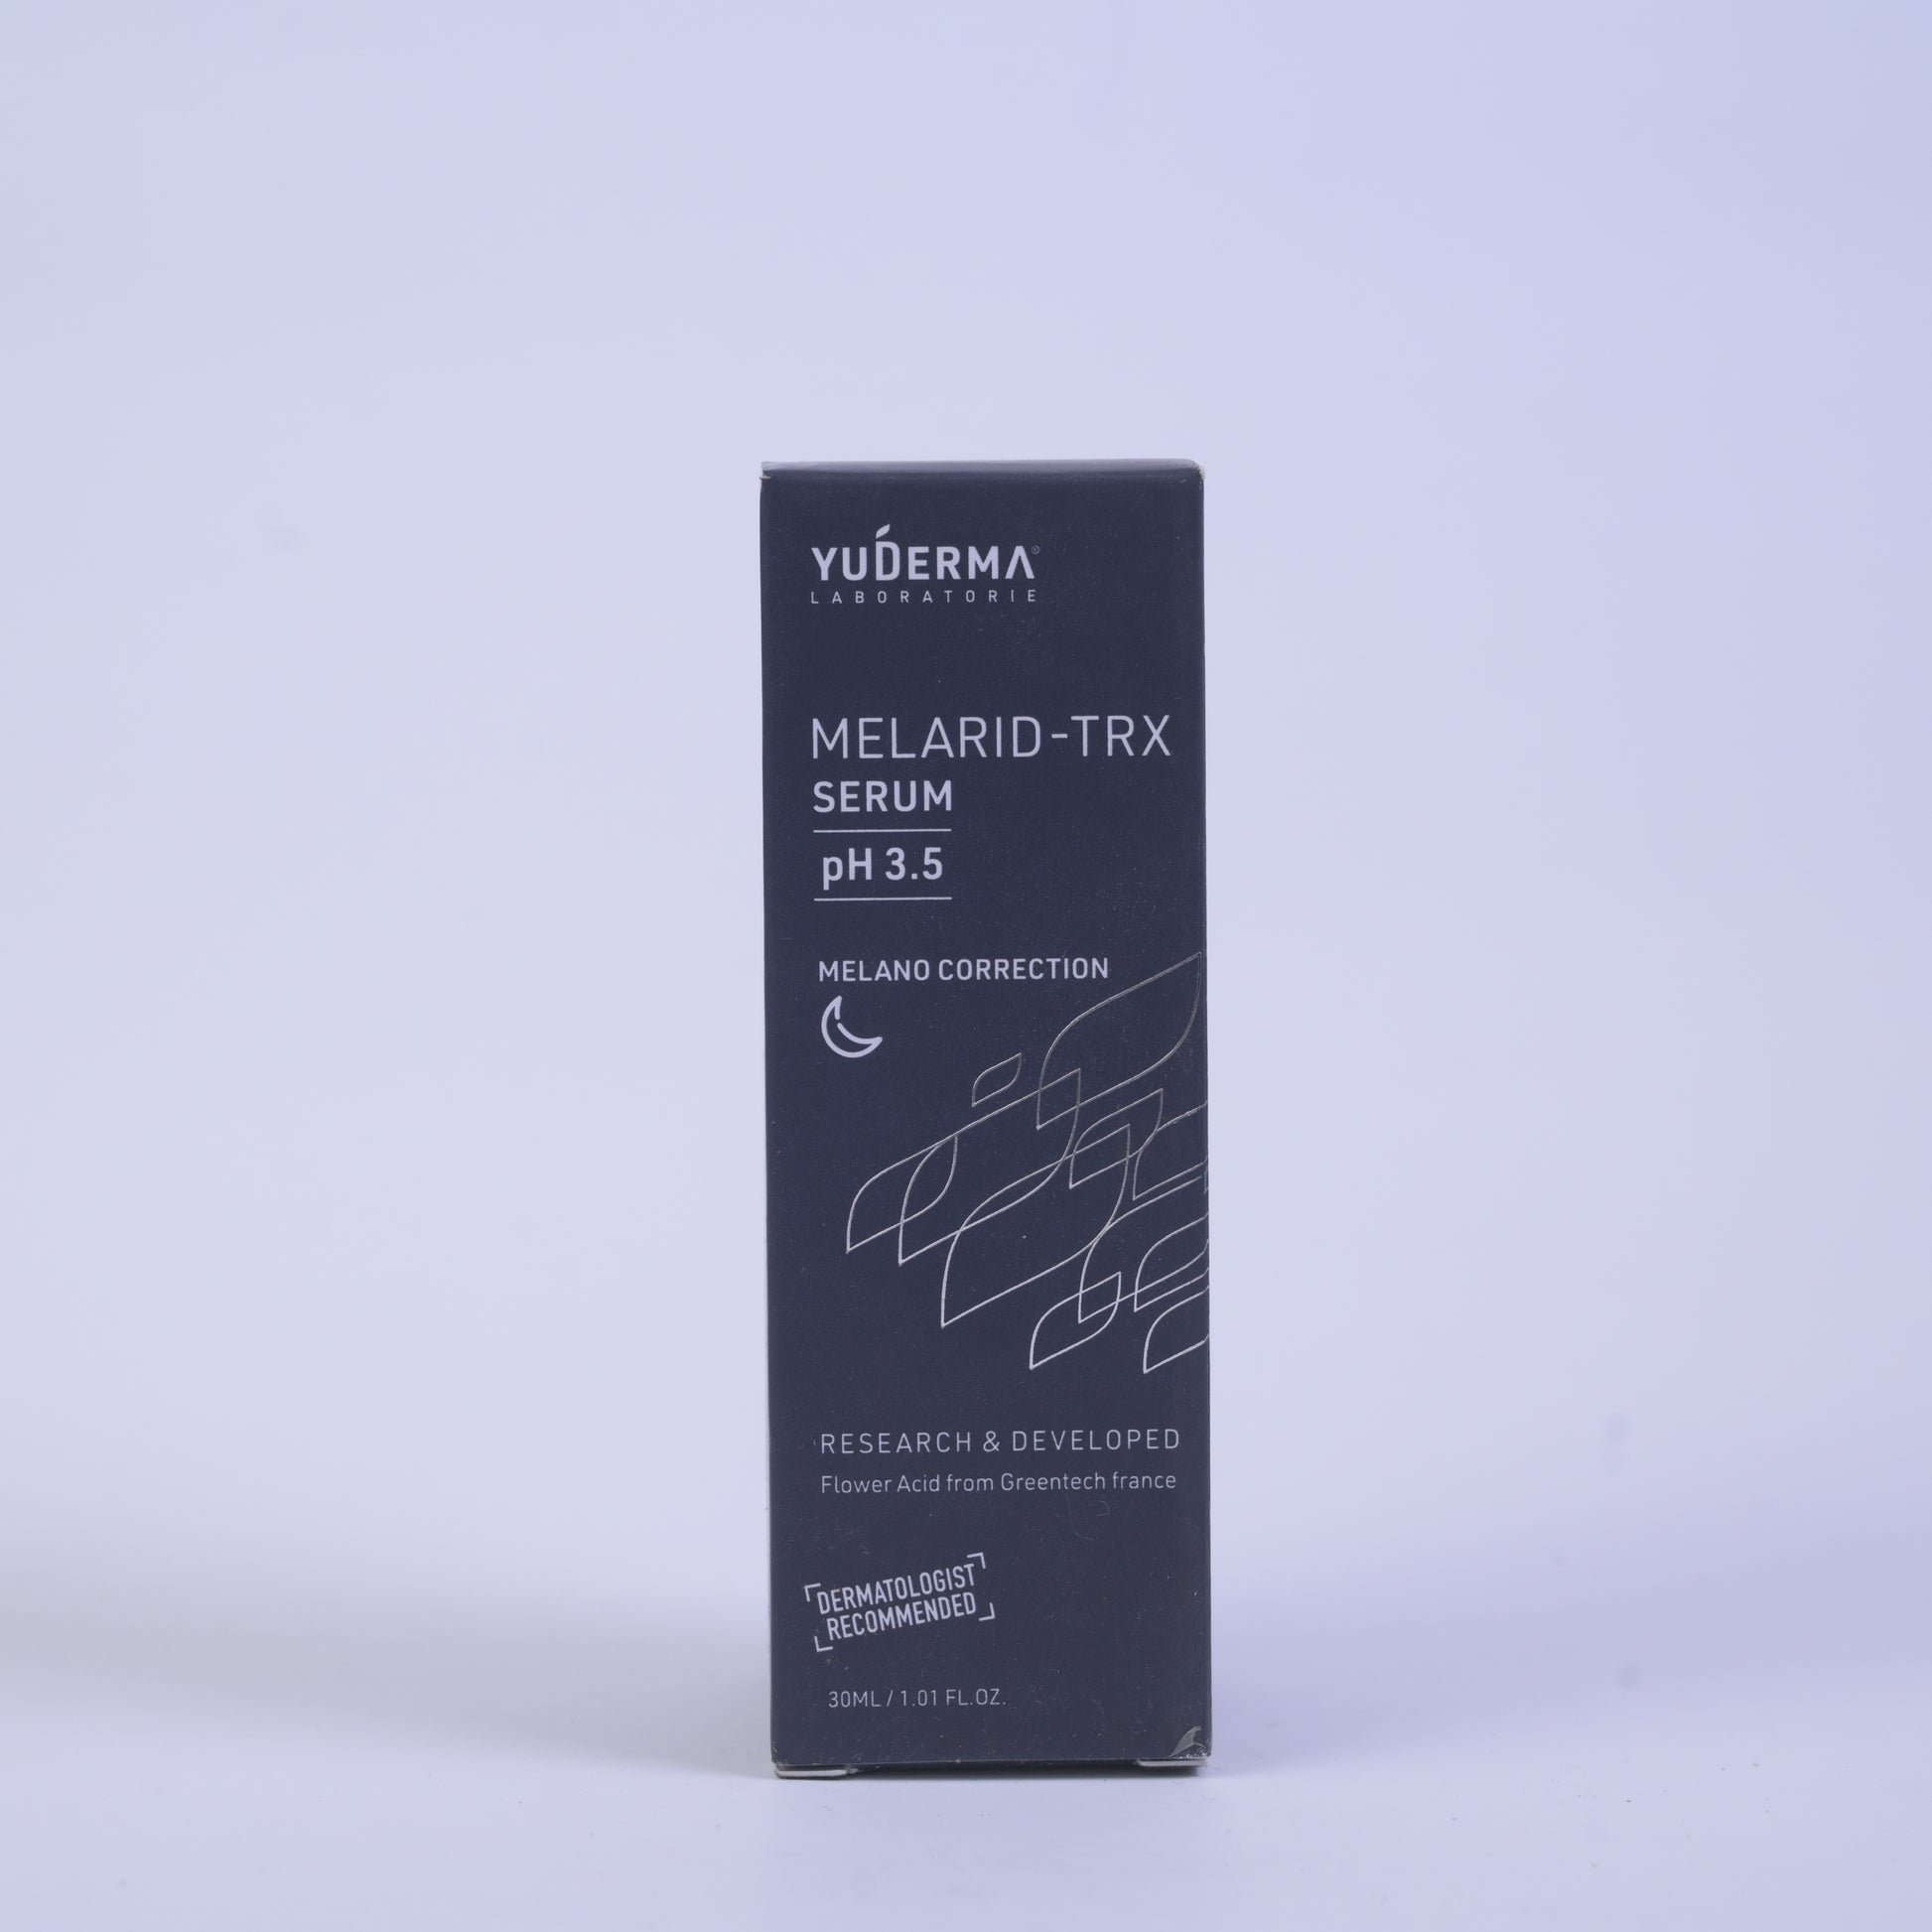 YUDERMA®
LABORATORIE
MELARID-TRX
SERUM
pH 3.5
MELANO CORRECTION
RESEARCH & DEVELOPED
Flower Acid from Greentech france
DERMATOLOGIST
RECOMMENDED
30ML / 1.01 FL.OZ.